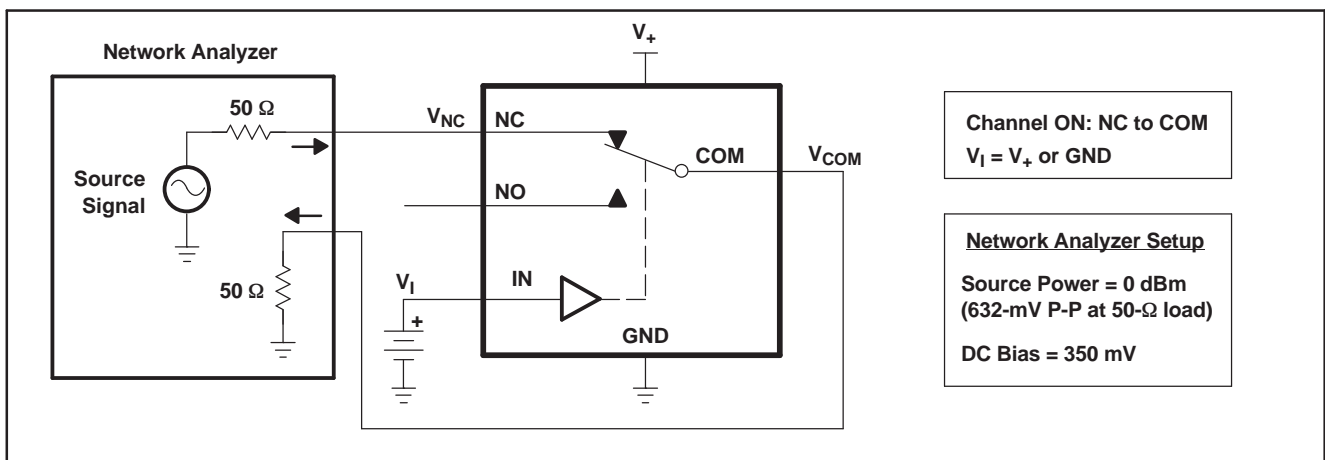 Network Analyzer
50 Ω
Source
Signal
50 Ω
V+
VNC
NC
COM
VCOM
NO
VI
IN
+
GND
Channel ON: NC to COM
VI = V+ or GND
Network Analyzer Setup
Source Power = 0 dBm
(632-mV P-P at 50-Ω load)
DC Bias = 350 mV